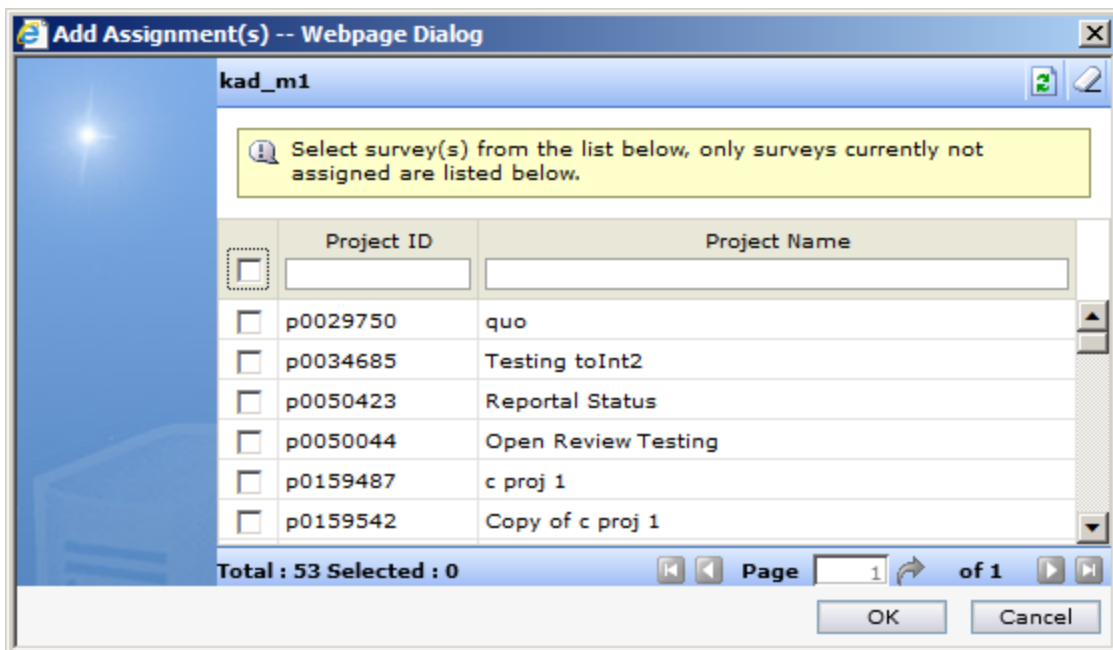 Add Assignment(s) -- Webpage Dialog
kad_m1
Select survey(s) from the list below, only surveys currently not
assigned are listed below.
Project ID Project Name
p0029750 quo
p0034685 Testing toInt2
p0050423 Reportal Status
p0050044 Open Review Testing
p0159487 c proj 1
p0159542 Copy of c proj 1
Total : 53 Selected : 0 Page 1 of 1
OK Cancel